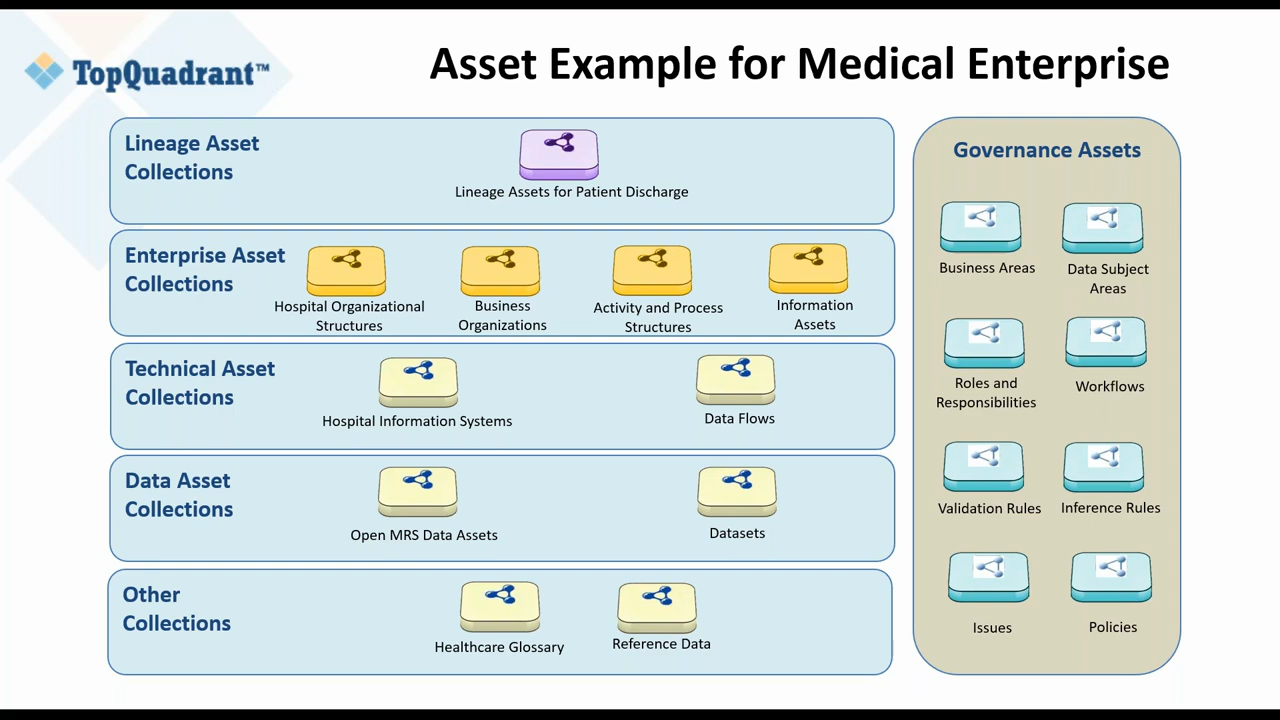 TopQuadrant™
Asset Example for Medical Enterprise
Lineage Asset
Collections
Lineage Assets for Patient Discharge
Enterprise Asset
Collections
Hospital Organizational
Structures
Business
Organizations
Activity and Process
Structures
Information
Assets
Technical Asset
Collections
Hospital Information Systems
Data Flows
Data Asset
Collections
Open MRS Data Assets
Datasets
Other
Collections
Healthcare Glossary
Reference Data
Governance Assets
Business Areas
Data Subject
Areas
Roles and
Responsibilities
Workflows
Validation Rules
Inference Rules
Issues
Policies